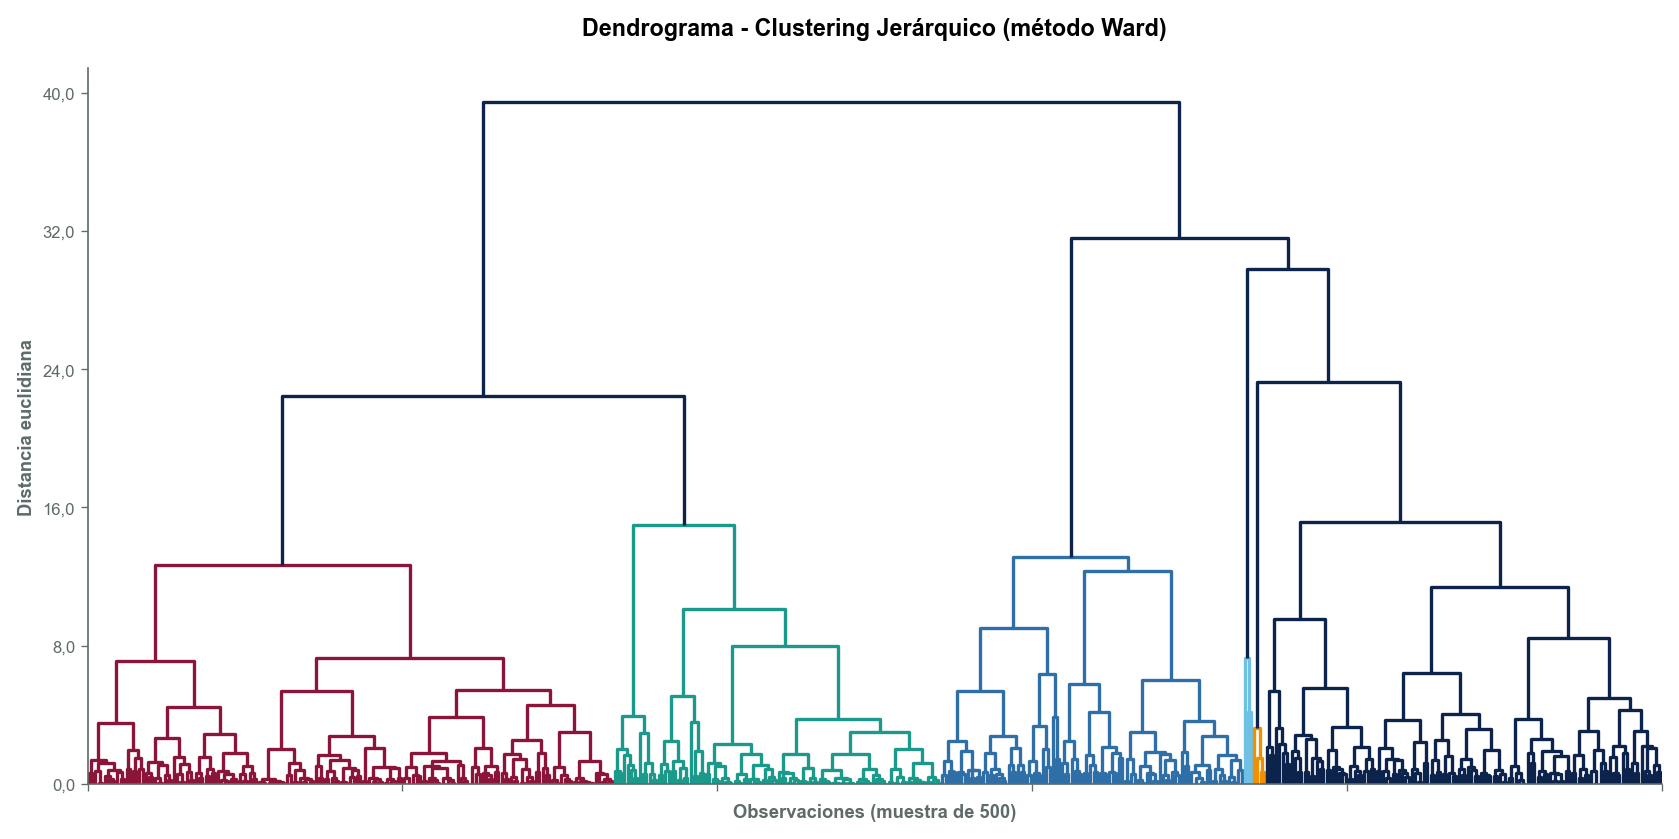 Dendrograma - Clustering Jerárquico (método Ward)
40,0
32,0
24,0
16,0
8,0
0,0
Distancia euclidiana
Observaciones (muestra de 500)